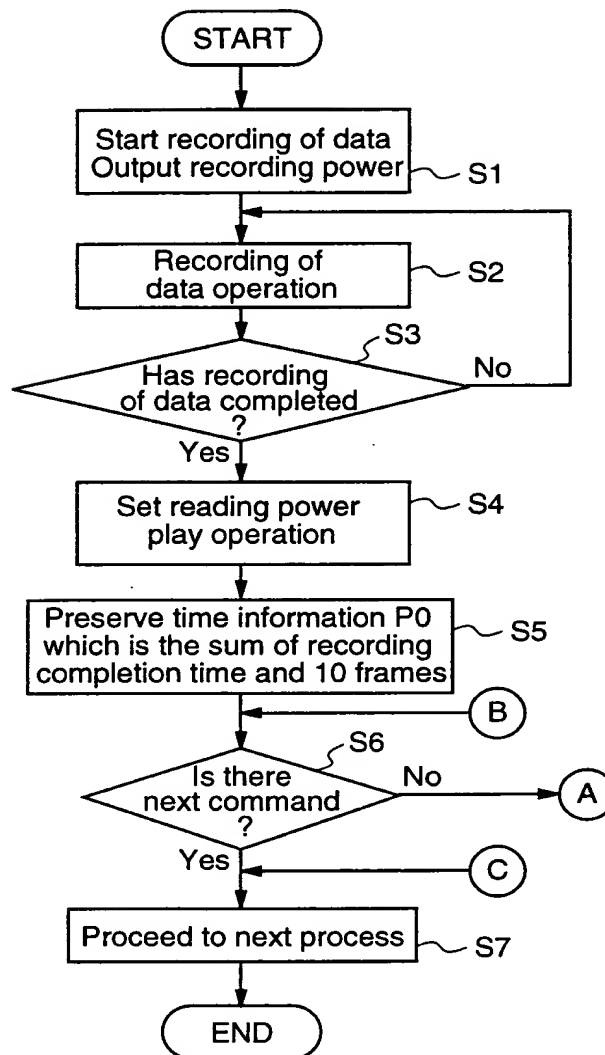 START
Start recording of data
Output recording power
S1
Recording of
data operation
S2
S3
Has recording
of data completed
?
No
Yes
Set reading power
play operation
S4
Preserve time information P0
which is the sum of recording
completion time and 10 frames
S5
B
S6
Is there
next command
?
No
A
Yes
C
Proceed to next process
S7
END